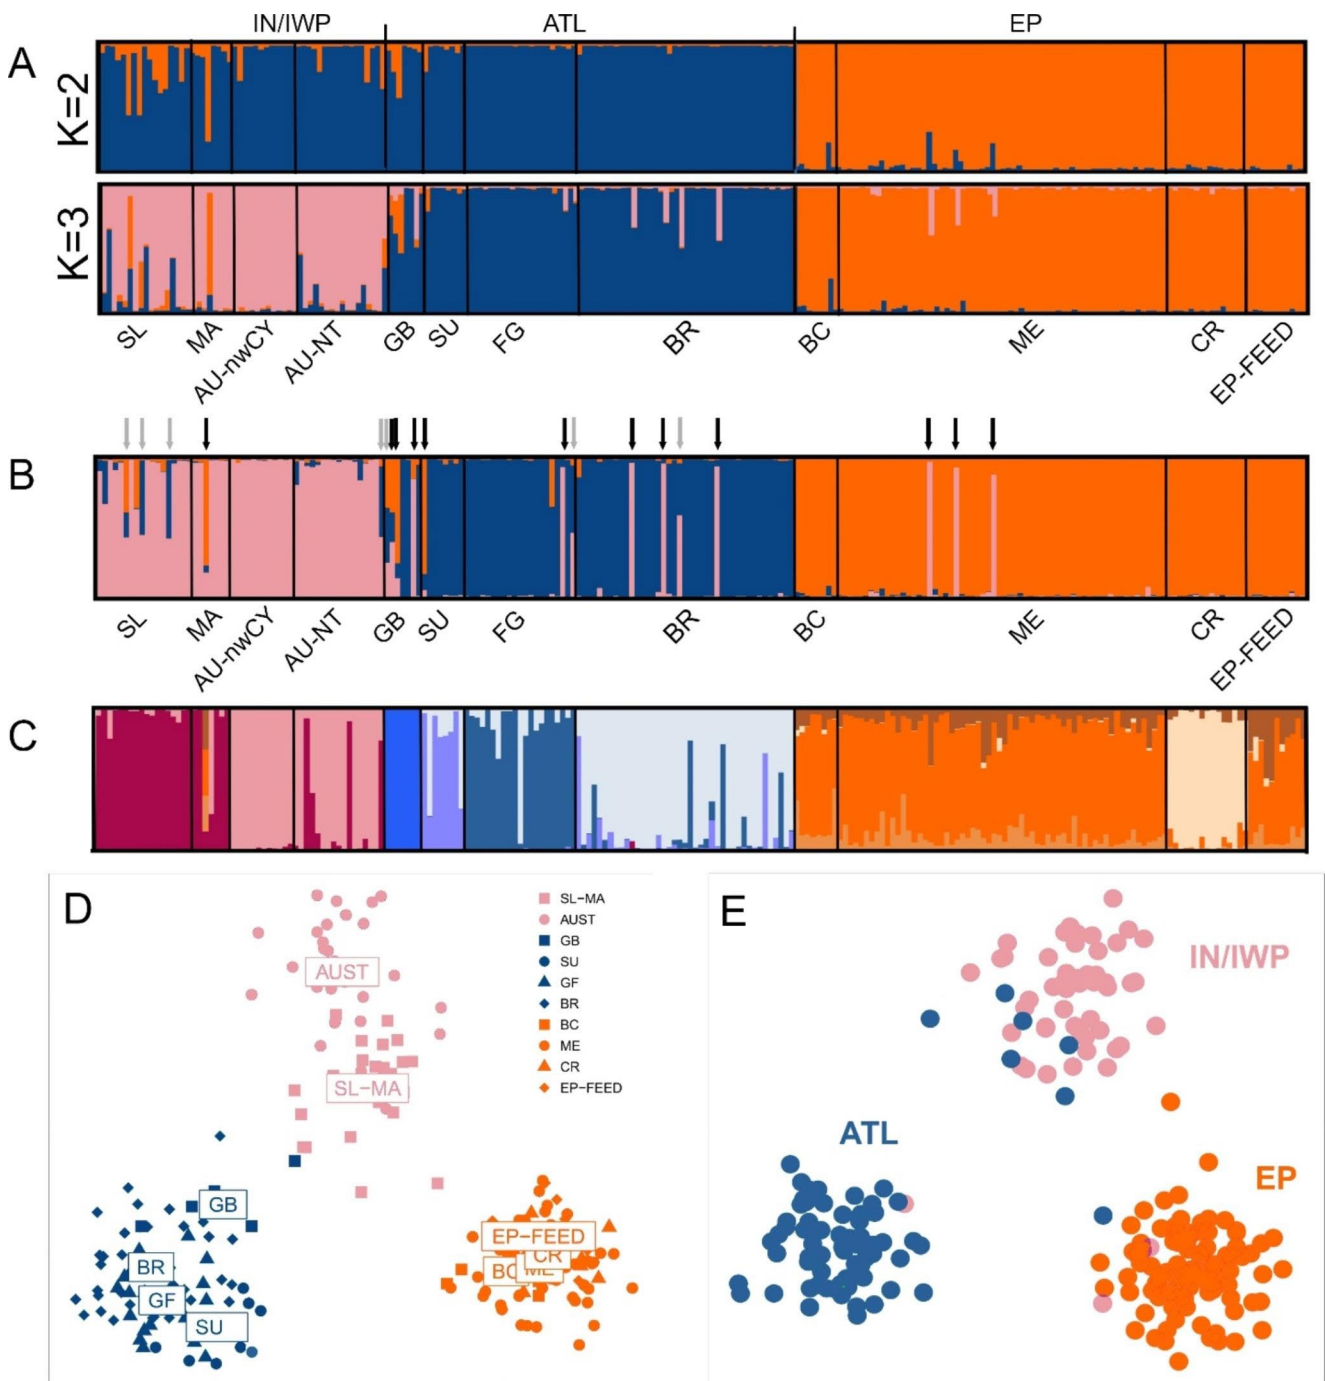 IN/IWP ATL EP
A
K=2
K=3
SL MA AU-nwCY AU-NT GB SU FG BR BC ME CR EP-FEED
B
SL MA AU-nwCY AU-NT GB SU FG BR BC ME CR EP-FEED
C
D
SL-MA
AUST
GB
SU
GF
BR
BC
ME
CR
EP-FEED
AUST
SL-MA
GB
BR
GF
SU
EP-FEED
CR
BC ME
E
IN/IWP
ATL
EP